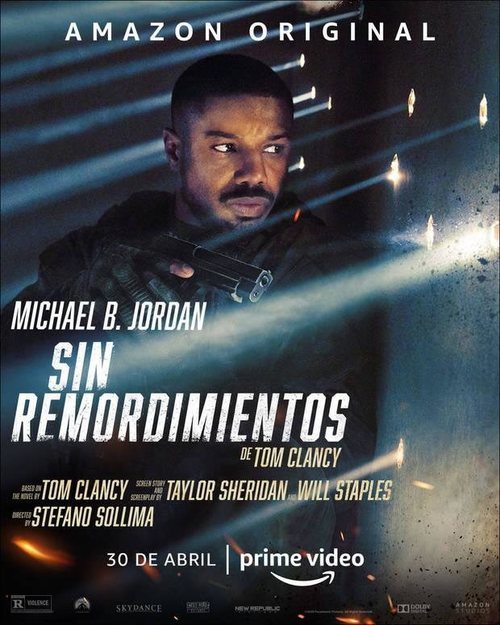 AMAZON ORIGINAL
MICHAEL B. JORDAN
SIN
REMORDIMIENTOS
DE TOM CLANCY
BASED ON THE NOVEL BY TOM CLANCY SCREEN STORY AND SCREENPLAY BY TAYLOR SHERIDAN AND WILL STAPLES
DIRECTED BY STEFANO SOLLIMA
30 DE ABRIL | prime video
R VIOLENCE SKYDANCE NEW REPUBLIC DOLBY AMAZON STUDIOS